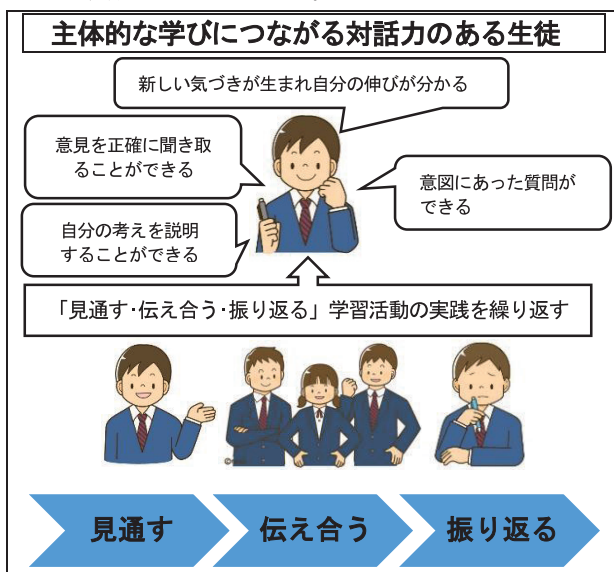 主体的な学びにつながる対話力のある生徒
新しい気づきが生まれ自分の伸びが分かる
意見を正確に聞き取
ることができる
意図にあった質問が
できる
自分の考えを説明
することができる
「見通す・伝え合う・振り返る」学習活動の実践を繰り返す
見通す
伝え合う
振り返る